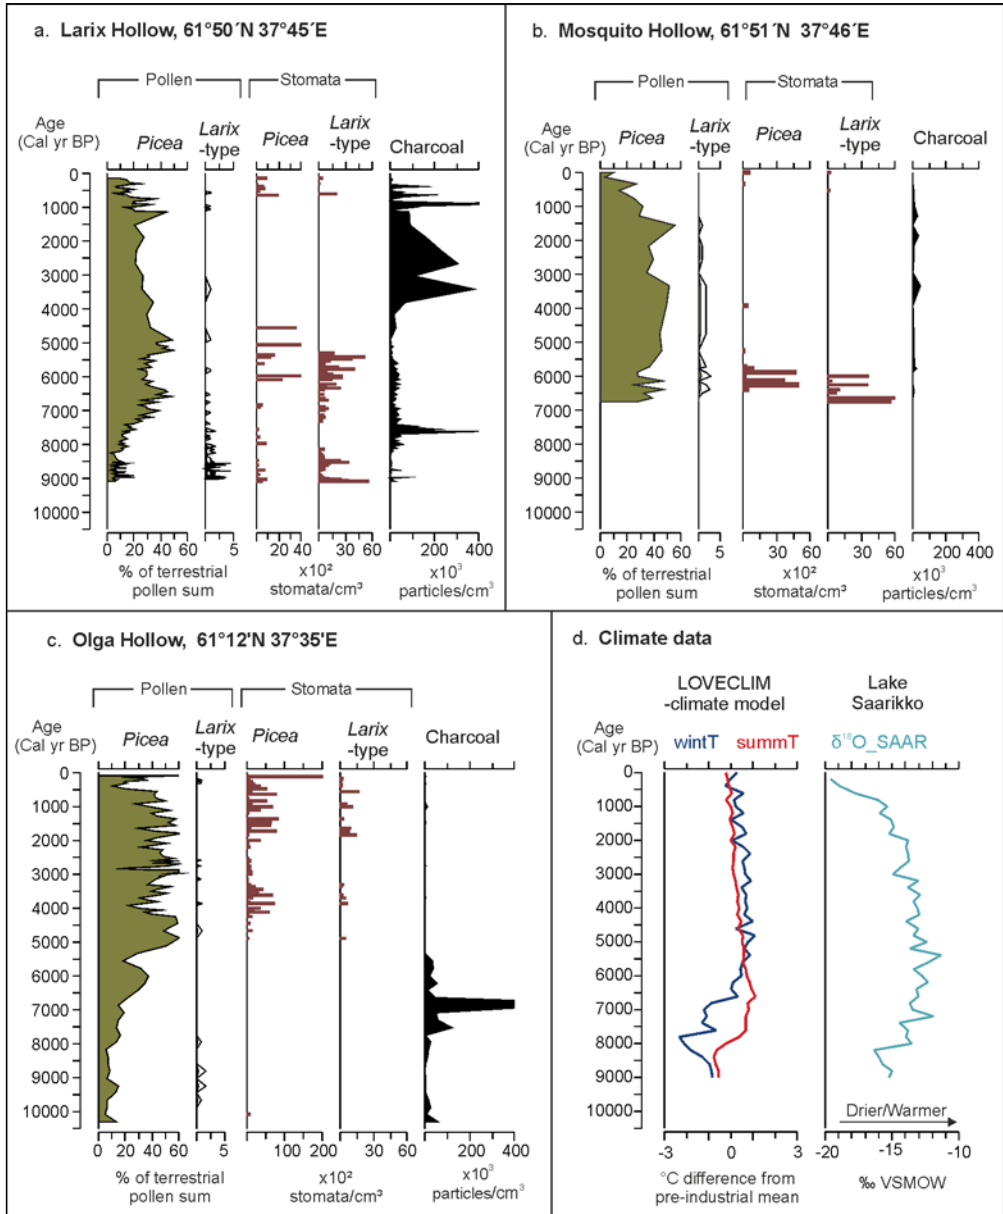 a. Larix Hollow, 61°50´N 37°45´E
Pollen
Stomata
Age
(Cal yr BP)
Picea
Larix
-type
Picea
Larix
-type
Charcoal
0
1000
2000
3000
4000
5000
6000
7000
8000
9000
10000
0 20 40 60
5
0 20 40
30 60
0 200 400
% of terrestrial
pollen sum
x10²
stomata/cm³
x10³
particles/cm³
b. Mosquito Hollow, 61°51´N 37°46´E
Pollen
Stomata
Age
(Cal yr BP)
Picea
Larix
-type
Picea
Larix
-type
Charcoal
0
1000
2000
3000
4000
5000
6000
7000
8000
9000
10000
0 20 40 60
5
0 30 60
30 60
0 200 400
% of terrestrial
pollen sum
x10²
stomata/cm³
x10³
particles/cm³
c. Olga Hollow, 61°12'N 37°35'E
Pollen
Stomata
Age
(Cal yr BP)
Picea
Larix
-type
Picea
Larix
-type
Charcoal
0
1000
2000
3000
4000
5000
6000
7000
8000
9000
10000
0 20 40 60
5
0 100 200
30 60
0 200 400
% of terrestrial
pollen sum
x10²
stomata/cm³
x10³
particles/cm³
d. Climate data
LOVECLIM
-climate model
Lake
Saarikko
Age
(Cal yr BP)
wintT
summT
δ¹⁸O_SAAR
0
1000
2000
3000
4000
5000
6000
7000
8000
9000
10000
Drier/Warmer
-3 0 3
-20 -15 -10
°C difference from
pre-industrial mean
‰ VSMOW